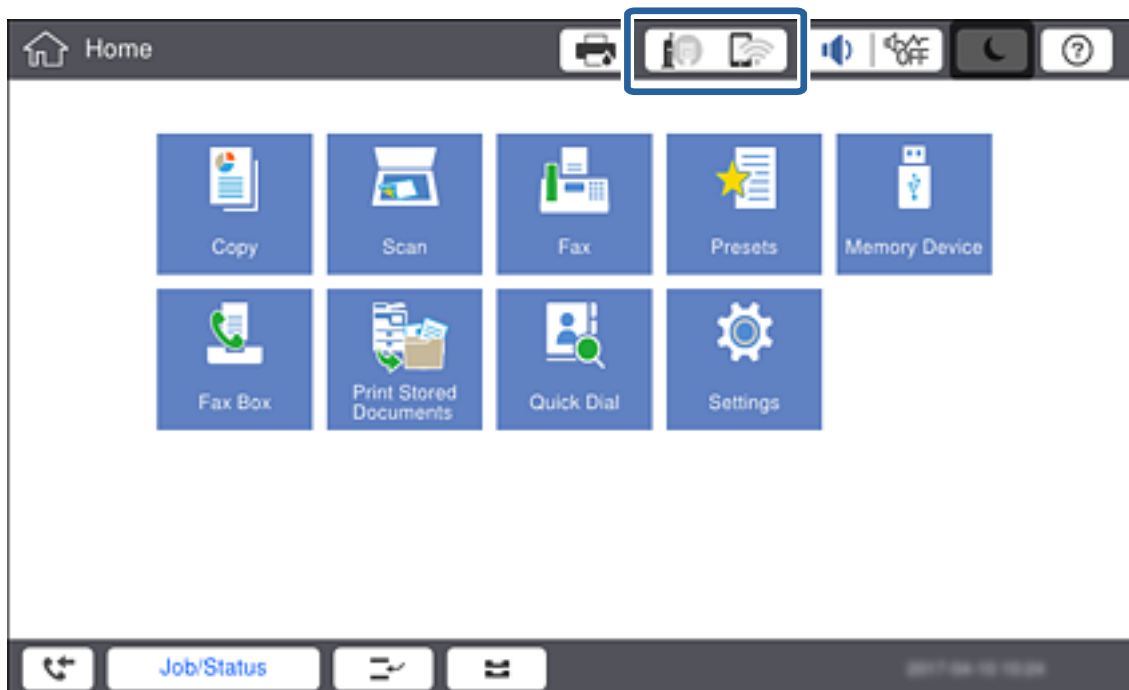 Home
OFF
?
Copy
Scan
Fax
Presets
Memory Device
Fax Box
Print Stored
Documents
Quick Dial
Settings
Job/Status